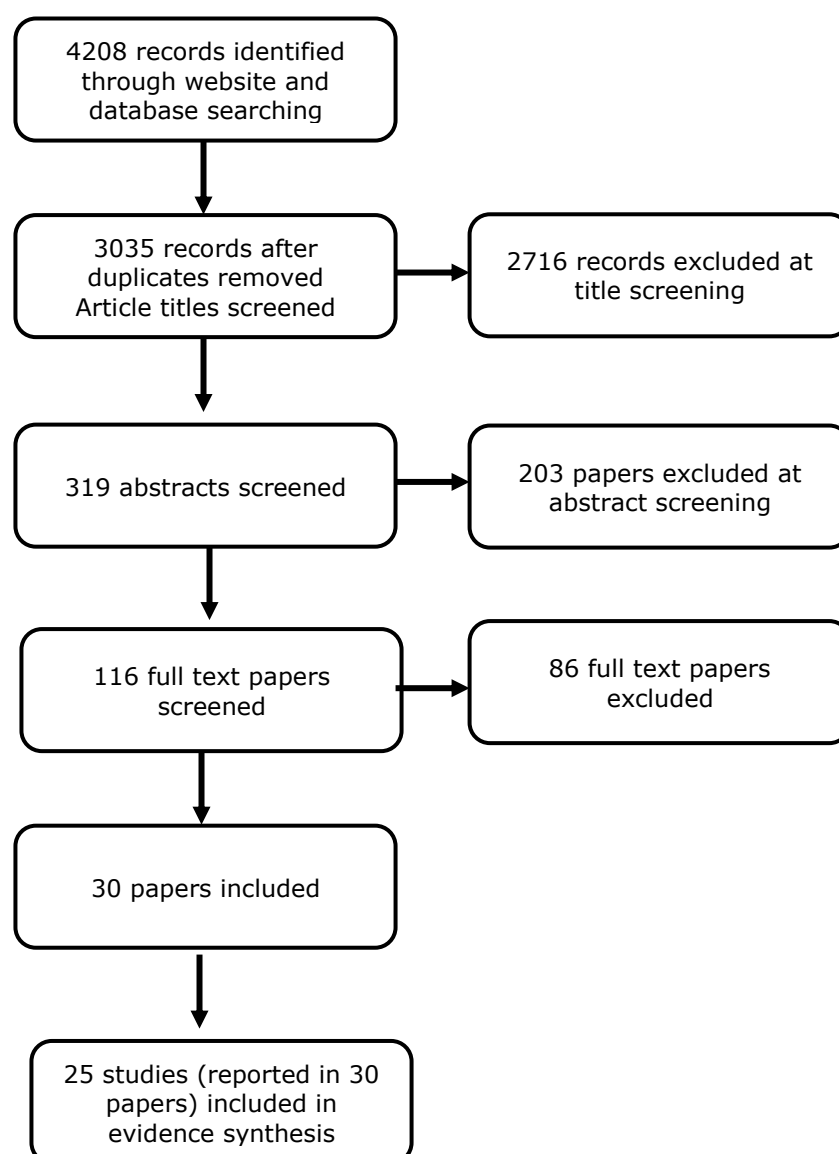 4208 records identified
through website and
database searching
3035 records after
duplicates removed
Article titles screened
2716 records excluded at
title screening
319 abstracts screened
203 papers excluded at
abstract screening
116 full text papers
screened
86 full text papers
excluded
30 papers included
25 studies (reported in 30
papers) included in
evidence synthesis